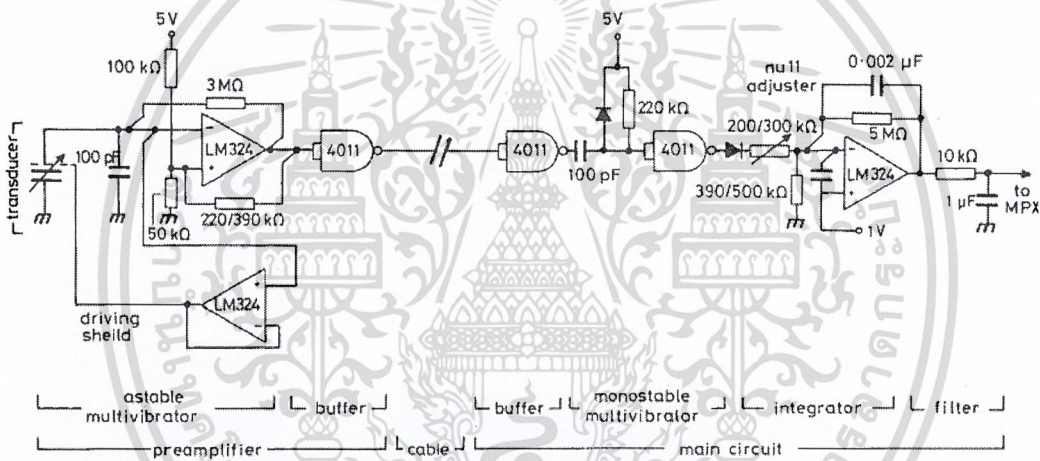 5V
100 kΩ
3 MΩ
transducer
100 pF
LM324
4011
50 kΩ
220/390 kΩ
LM324
driving
sheild
4011
100 pF
5V
220 kΩ
4011
null
adjuster
200/300 kΩ
390/500 kΩ
0·002 µF
5 MΩ
LM324
1V
10 kΩ
1 µF
to
MPX
astable
multivibrator
buffer
buffer
monostable
multivibrator
integrator
filter
preamplifier
cable
main circuit